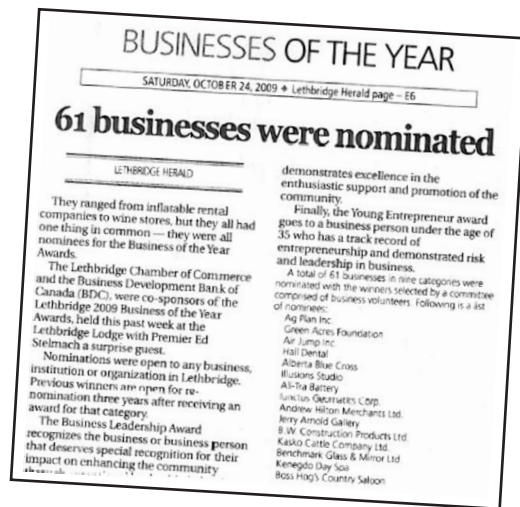 BUSINESSES OF THE YEAR
SATURDAY, OCTOBER 24, 2009 ✦ Lethbridge Herald page – E6
61 businesses were nominated
LETHBRIDGE HERALD
They ranged from inflatable rental
companies to wine stores, but they all had
one thing in common — they were all
nominees for the Business of the Year
Awards.
The Lethbridge Chamber of Commerce
and the Business Development Bank of
Canada (BDC), were co-sponsors of the
Lethbridge 2009 Business of the Year
Awards, held this past week at the
Lethbridge Lodge with Premier Ed
Stelmach a surprise guest.
Nominations were open to any business,
institution or organization in Lethbridge.
Previous winners are open for re-
nomination three years after receiving an
award for that category.
The Business Leadership Award
recognizes the business or business person
that deserves special recognition for their
impact on enhancing the community
demonstrates excellence in the
enthusiastic support and promotion of the
community.
Finally, the Young Entrepreneur award
goes to a business person under the age of
35 who has a track record of
entrepreneurship and demonstrated risk
and leadership in business.
A total of 61 businesses in nine categories were
nominated with the winners selected by a committee
comprised of business volunteers. Following is a list
of nominees:
Ag Plan Inc.
Green Acres Foundation
Air Jump Inc.
Hall Dental
Alberta Blue Cross
Illusions Studio
All-Tra Battery
Geomatics Corp.
Andrew Hilton Merchants Ltd.
Jerry Arnold Gallery
B.W. Construction Products Ltd.
Kasko Cattle Company Ltd.
Benchmark Glass & Mirror Ltd
Kenegdo Day Spa
Boss Hog's Country Saloon